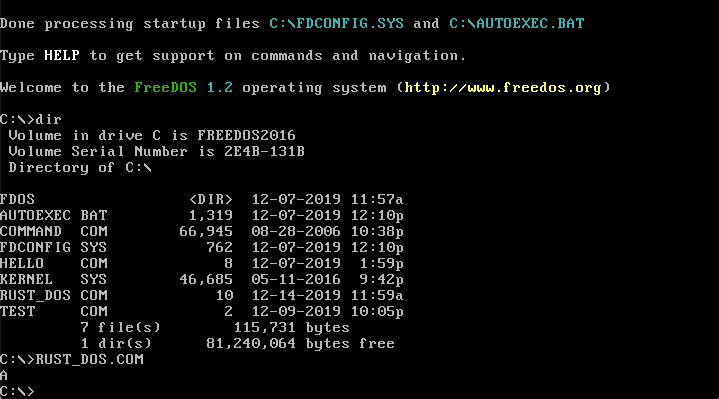 Done processing startup files C:\FDCONFIG.SYS and C:\AUTOEXEC.BAT
Type HELP to get support on commands and navigation.
Welcome to the FreeDOS 1.2 operating system (http://www.freedos.org)
C:\>dir
Volume in drive C is FREEDOS2016
Volume Serial Number is 2E4B-131B
Directory of C:\
FDOS <DIR> 12-07-2019 11:57a
AUTOEXEC BAT 1,319 12-07-2019 12:10p
COMMAND COM 66,945 08-28-2006 10:38p
FDCONFIG SYS 762 12-07-2019 12:10p
HELLO COM 8 12-07-2019 1:59p
KERNEL SYS 46,685 05-11-2016 9:42p
RUST_DOS COM 10 12-14-2019 11:59a
TEST COM 2 12-09-2019 10:05p
7 file(s) 115,731 bytes
1 dir(s) 81,240,064 bytes free
C:\>RUST_DOS.COM
A
C:\>